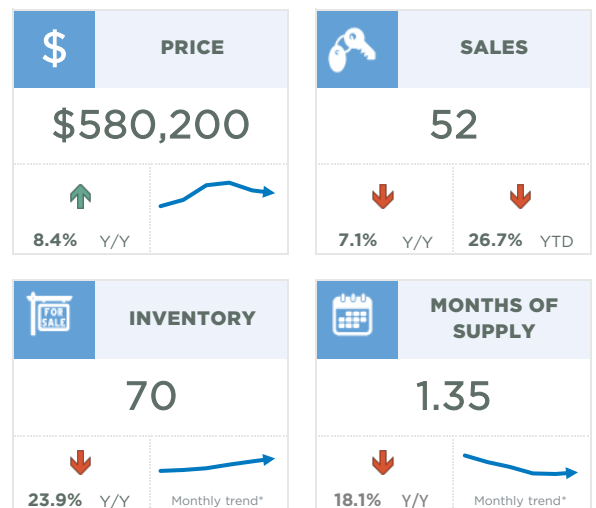 $
PRICE
$580,200
8.4% Y/Y
SALES
52
7.1% Y/Y
26.7% YTD
FOR
SALE
INVENTORY
70
23.9% Y/Y
Monthly trend*
MONTHS OF
SUPPLY
1.35
18.1% Y/Y
Monthly trend*